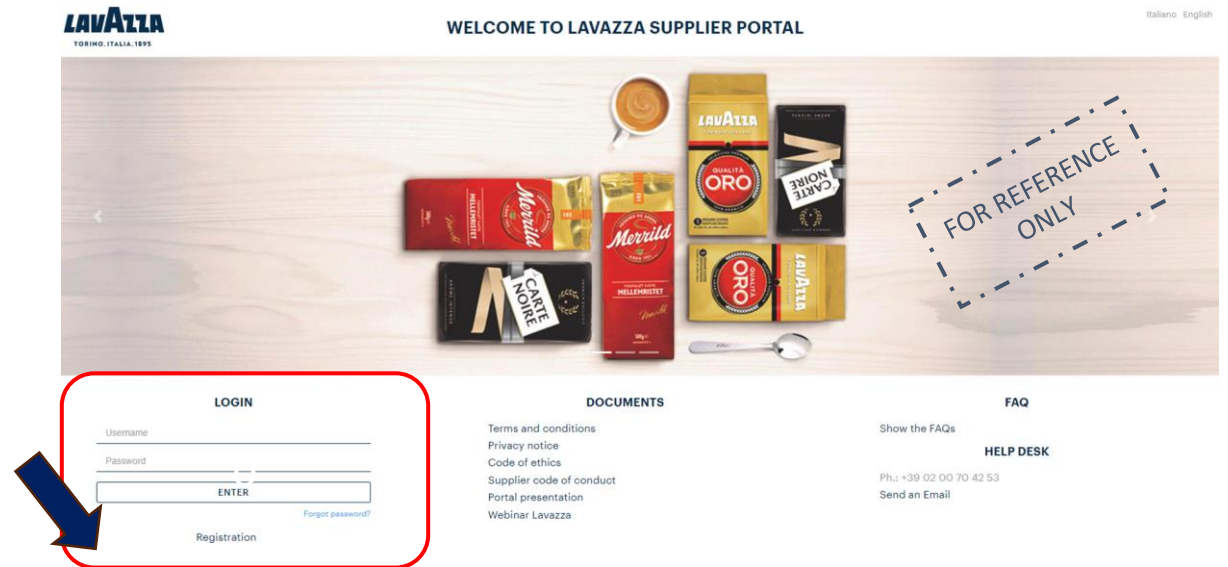 LAVAZZA
TORINO, ITALIA, 1895
WELCOME TO LAVAZZA SUPPLIER PORTAL
Italiano English
LAVAZZA
QUALITÀ
ORO
CARTE
NOIRE
Merrild
MELLEMRISTET
Merrild
MELLEMRISTET
500g e
CARTE
NOIRE
LAVAZZA
QUALITÀ
ORO
FOR REFERENCE
ONLY
LOGIN
Username
Password
ENTER
Forgot password?
Registration
DOCUMENTS
Terms and conditions
Privacy notice
Code of ethics
Supplier code of conduct
Portal presentation
Webinar Lavazza
FAQ
Show the FAQs
HELP DESK
Ph.: +39 02 00 70 42 53
Send an Email